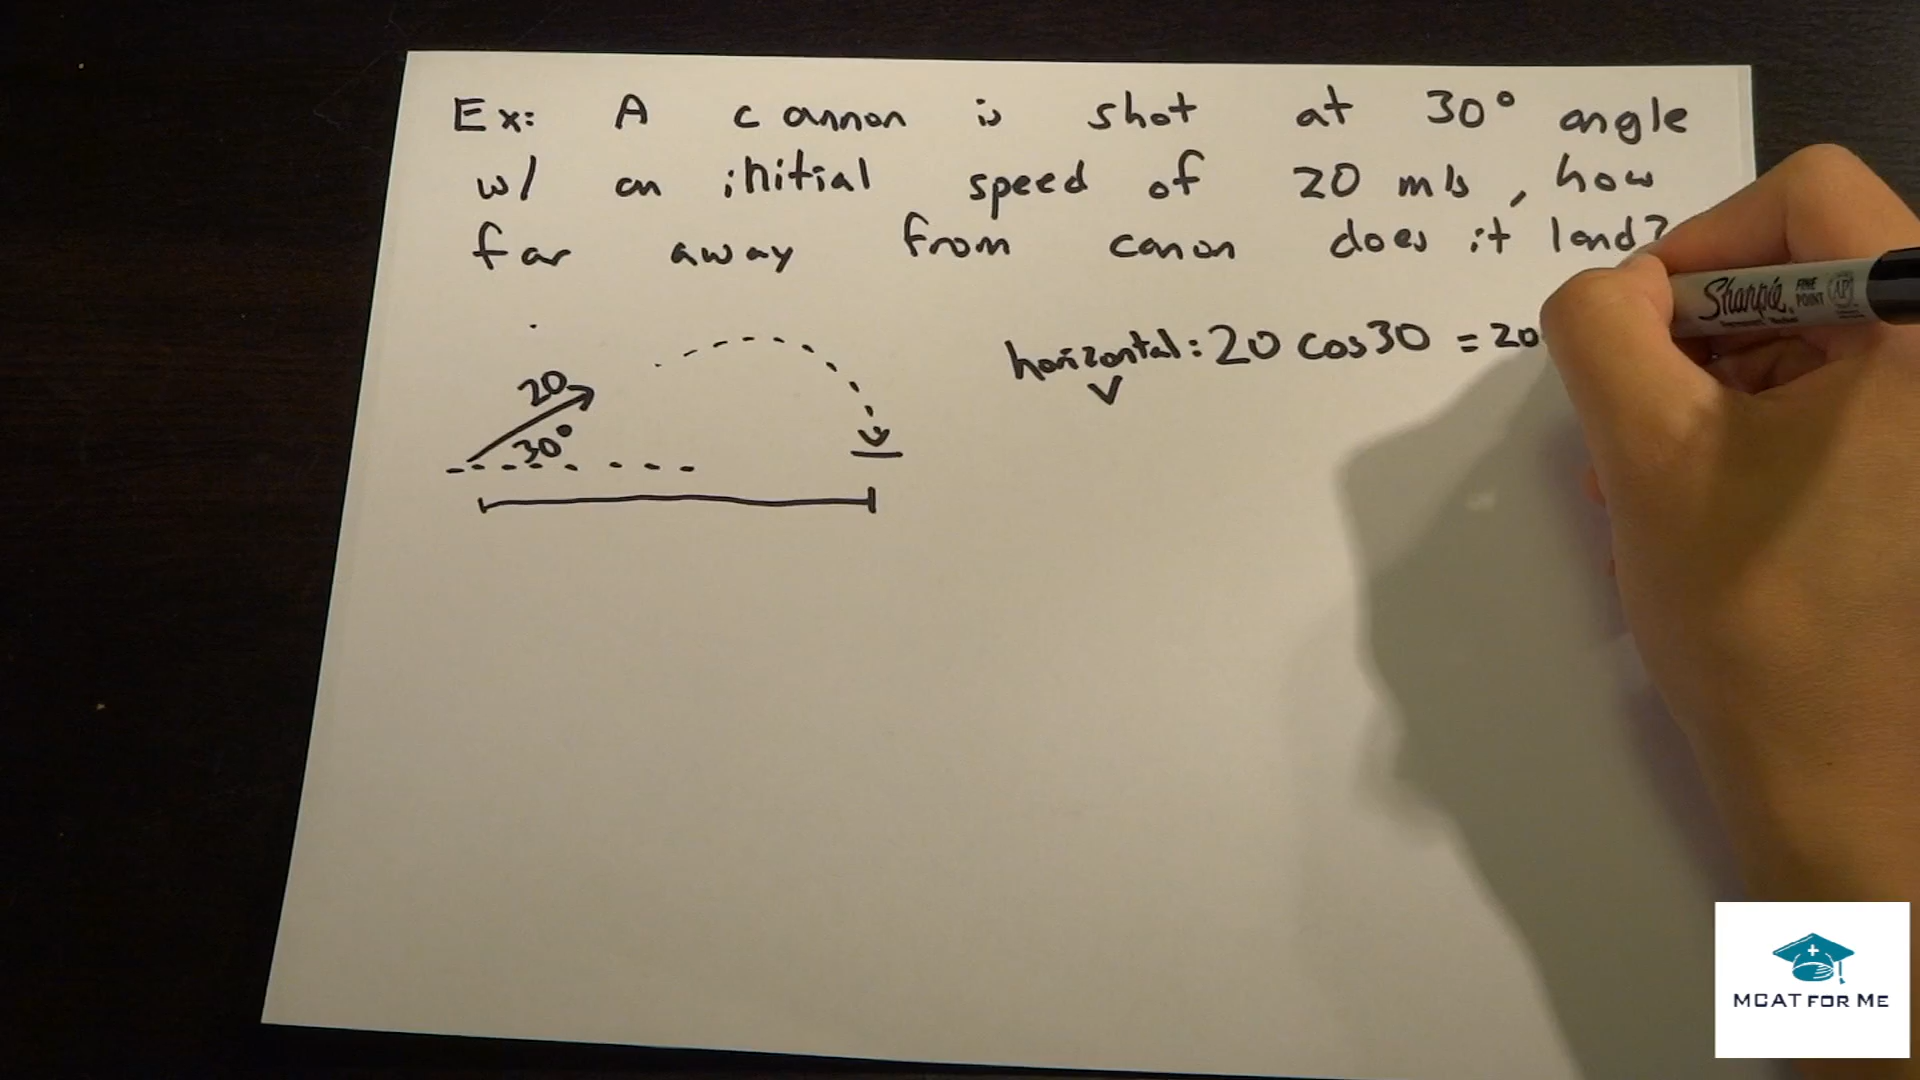 Ex: A cannon is shot at 30° angle
w/ an initial speed of 20 m/s, how
far away from canon does it land?
horizontal: 20 cos30 = 20
v
20
30°
Sharpie
FINE
POINT
AP
MCAT FOR ME